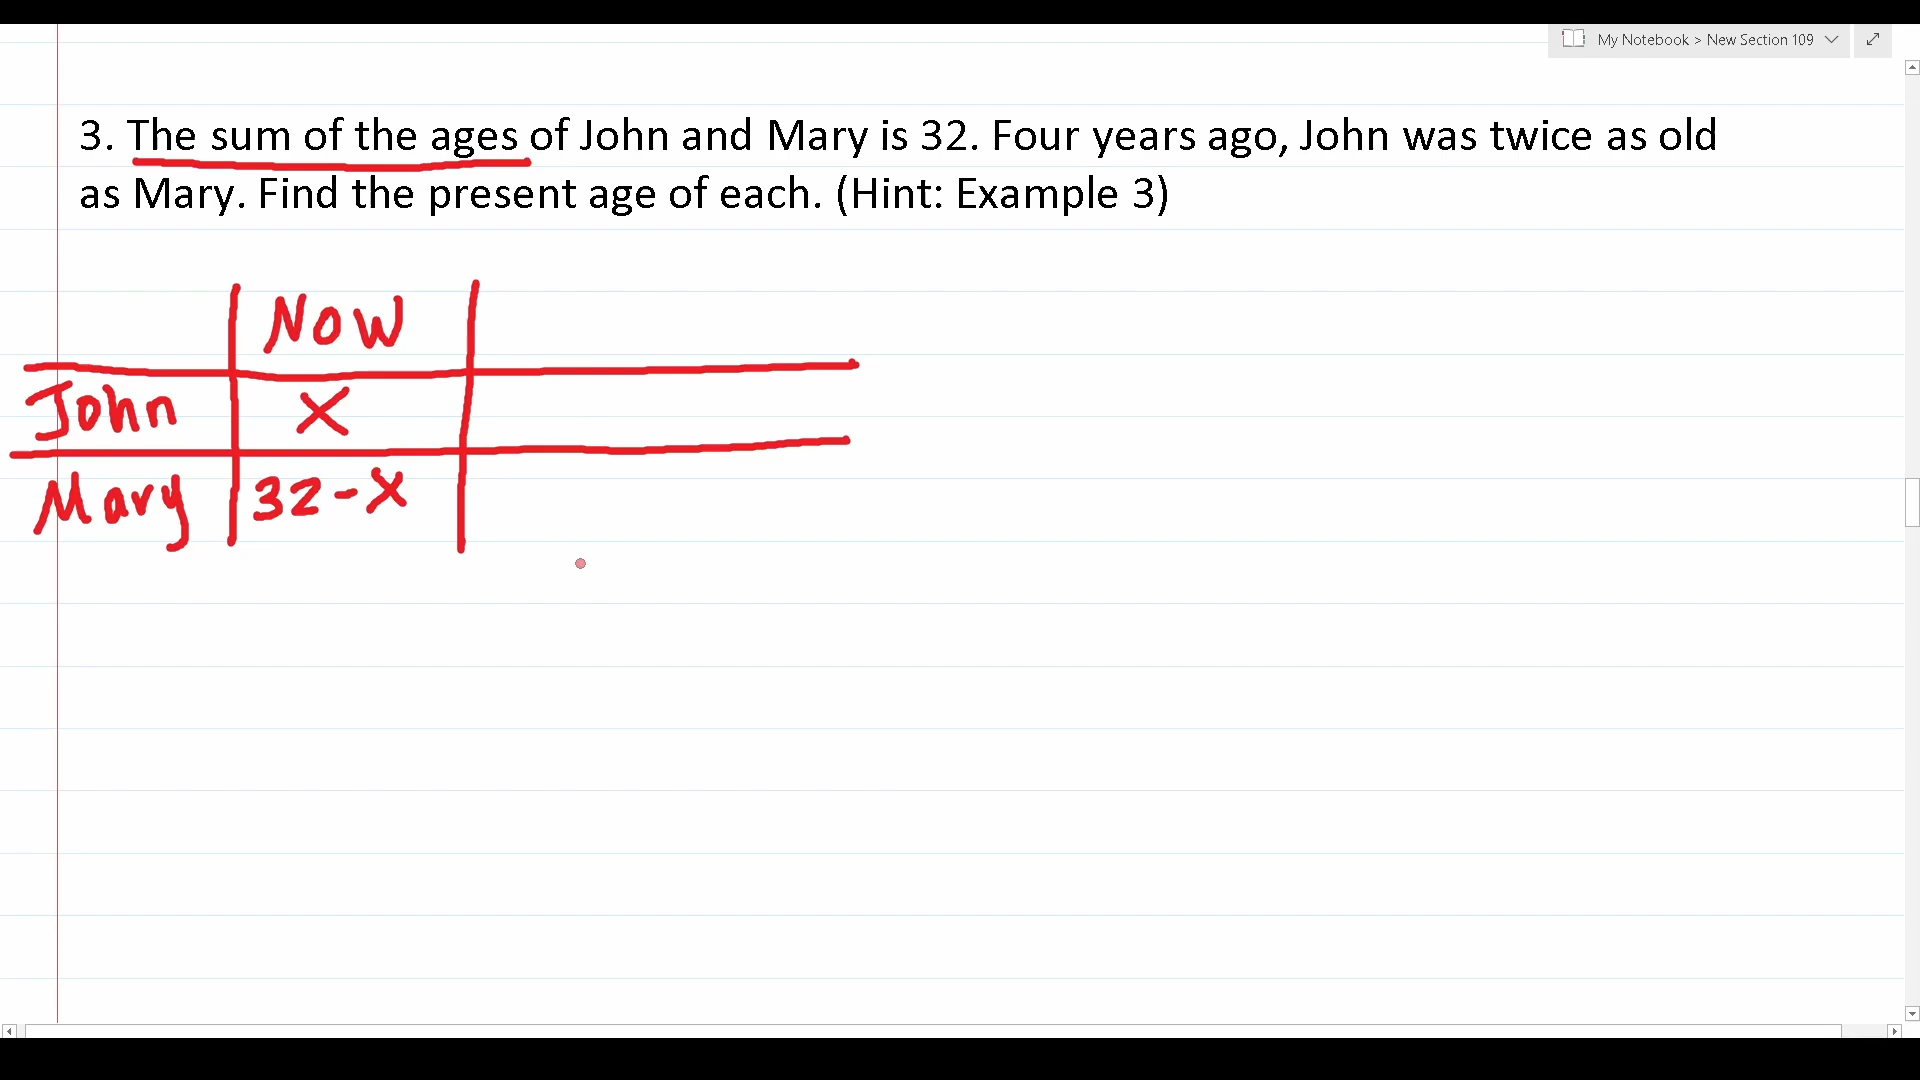 My Notebook > New Section 109
3. The sum of the ages of John and Mary is 32. Four years ago, John was twice as old
as Mary. Find the present age of each. (Hint: Example 3)
Now
John X
Mary 32-X